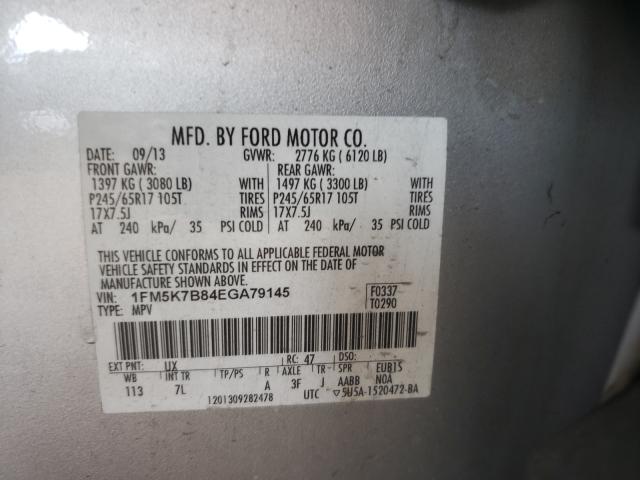 MFD. BY FORD MOTOR CO.
DATE: 09/13 GVWR: 2776 KG ( 6120 LB)
FRONT GAWR: REAR GAWR:
1397 KG ( 3080 LB) WITH 1497 KG ( 3300 LB) WITH
P245/65R17 105T TIRES P245/65R17 105T TIRES
17X7.5J RIMS 17X7.5J RIMS
AT 240 kPa/ 35 PSI COLD AT 240 kPa/ 35 PSI COLD
THIS VEHICLE CONFORMS TO ALL APPLICABLE FEDERAL MOTOR
VEHICLE SAFETY STANDARDS IN EFFECT ON THE DATE OF
MANUFACTURE SHOWN ABOVE.
VIN: 1FM5K7B84EGA79145 F0337
TYPE: MPV T0290
EXT PNT: UX RC: 47 DSO:
WB INT TR TP/PS R AXLE TR SPR EUB1S
113 7L A 3F J AABB NOA
1201309282478 UTC ▽5U5A-1520472-BA